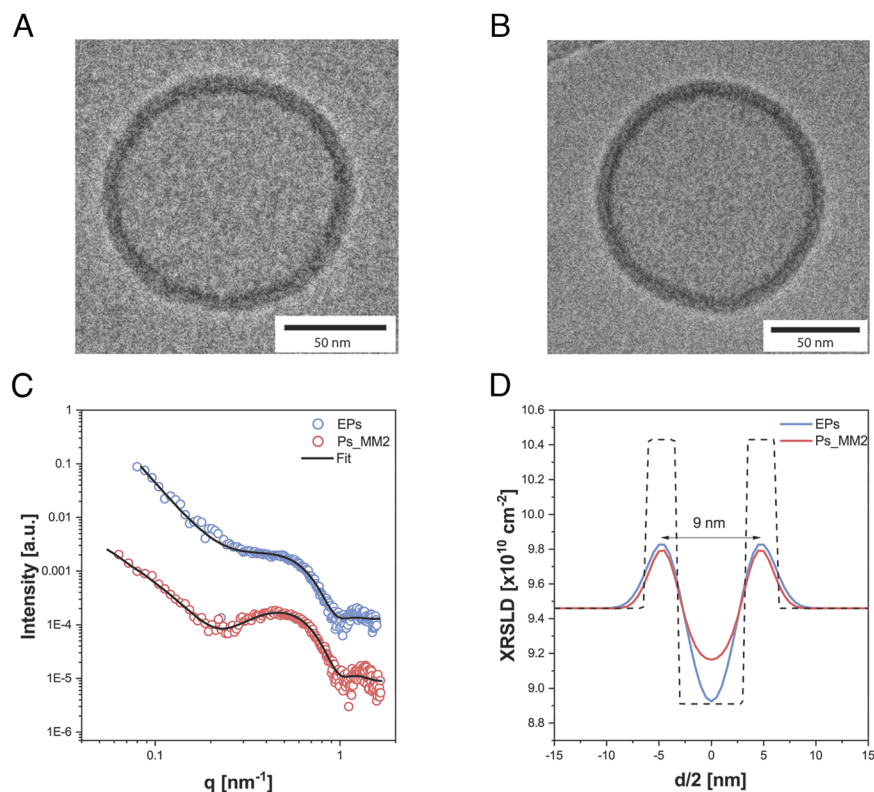 A
B
50 nm
50 nm
C
D
1
0.1
0.01
0.002
0.001
1E-4
1E-5
1E-6
0.1
1
Intensity [a.u.]
q [nm⁻¹]
EPs
Ps_MM2
Fit
10.6
10.4
10.2
10.0
9.8
9.6
9.4
9.2
9.0
8.8
-15
-10
-5
0
5
10
15
XRSLD [x10¹⁰ cm⁻²]
d/2 [nm]
EPs
Ps_MM2
9 nm